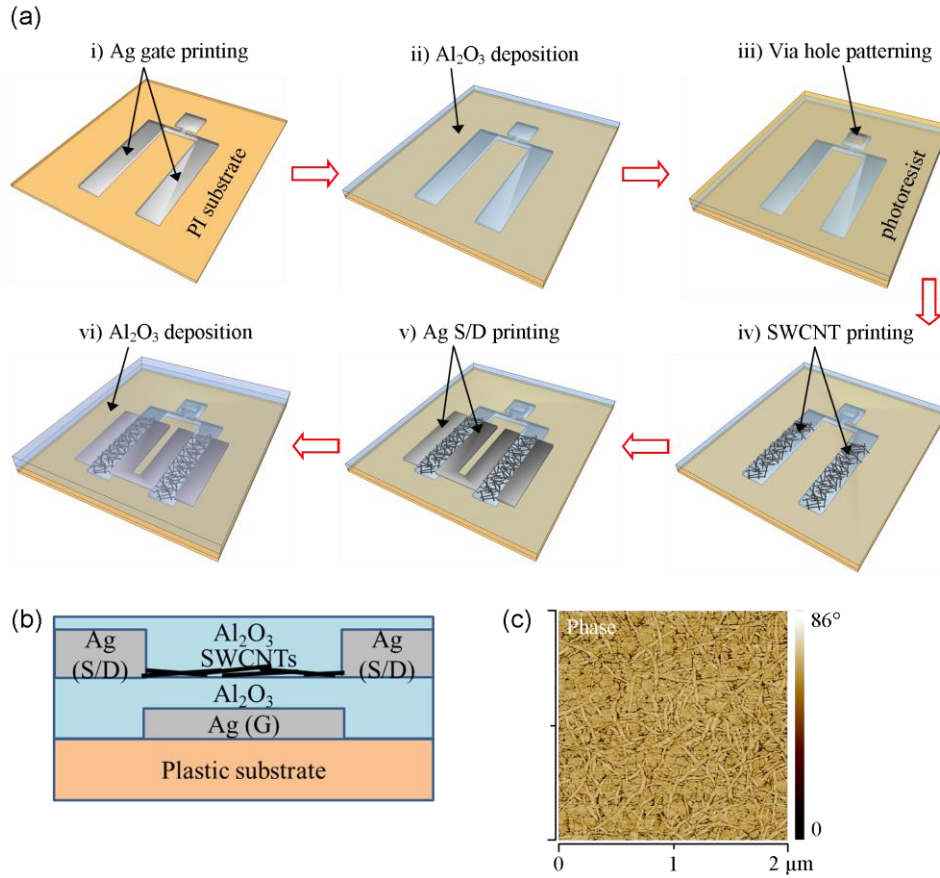 (a)
i) Ag gate printing
ii) Al₂O₃ deposition
iii) Via hole patterning
PI substrate
photoresist
vi) Al₂O₃ deposition
v) Ag S/D printing
iv) SWCNT printing
(b)
Ag
(S/D)
Al₂O₃
SWCNTs
Ag
(S/D)
Al₂O₃
Ag (G)
Plastic substrate
(c)
Phase
86°
0
0
1
2 μm